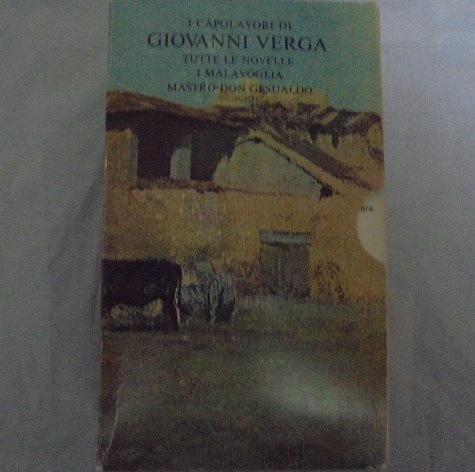 I CAPOLAVORI DI
GIOVANNI VERGA
TUTTE LE NOVELLE
I MALAVOGLIA
MASTRO-DON GESUALDO